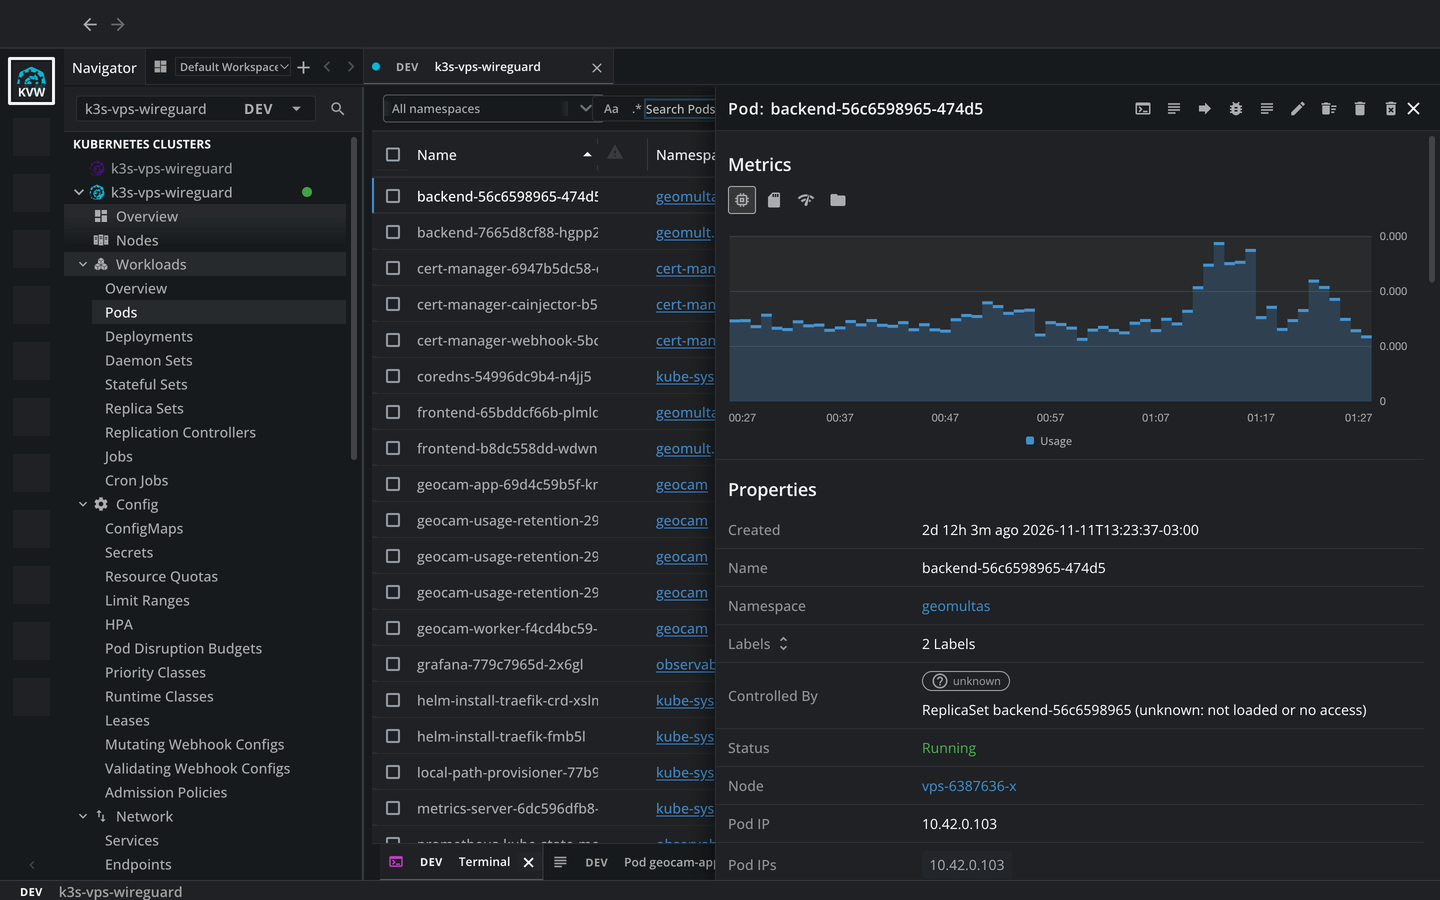 KVW
Navigator
Default Workspace
DEV k3s-vps-wireguard
k3s-vps-wireguard DEV
KUBERNETES CLUSTERS
k3s-vps-wireguard
k3s-vps-wireguard
Overview
Nodes
Workloads
Overview
Pods
Deployments
Daemon Sets
Stateful Sets
Replica Sets
Replication Controllers
Jobs
Cron Jobs
Config
ConfigMaps
Secrets
Resource Quotas
Limit Ranges
HPA
Pod Disruption Budgets
Priority Classes
Runtime Classes
Leases
Mutating Webhook Configs
Validating Webhook Configs
Admission Policies
Network
Services
Endpoints
All namespaces
Aa .* Search Pods
Name Namespa
backend-56c6598965-474d5 geomulta
backend-7665d8cf88-hgpp2 geomult.
cert-manager-6947b5dc58- cert-man
cert-manager-cainjector-b5 cert-man
cert-manager-webhook-5bc cert-man
coredns-54996dc9b4-n4jj5 kube-sys
frontend-65bddcf66b-plmlc geomulta
frontend-b8dc558dd-wdwn geomult.
geocam-app-69d4c59b5f-kr geocam
geocam-usage-retention-29 geocam
geocam-usage-retention-29 geocam
geocam-usage-retention-29 geocam
geocam-worker-f4cd4bc59- geocam
grafana-779c7965d-2x6gl observab
helm-install-traefik-crd-xsln kube-sys
helm-install-traefik-fmb5l kube-sys
local-path-provisioner-77b9 kube-sys
metrics-server-6dc596dfb8- kube-sys
DEV Terminal
DEV Pod geocam-app
Pod: backend-56c6598965-474d5
Metrics
0.000
0.000
0.000
0
00:27 00:37 00:47 00:57 01:07 01:17 01:27
Usage
Properties
Created 2d 12h 3m ago 2026-11-11T13:23:37-03:00
Name backend-56c6598965-474d5
Namespace geomultas
Labels 2 Labels
Controlled By unknown
ReplicaSet backend-56c6598965 (unknown: not loaded or no access)
Status Running
Node vps-6387636-x
Pod IP 10.42.0.103
Pod IPs 10.42.0.103
DEV k3s-vps-wireguard